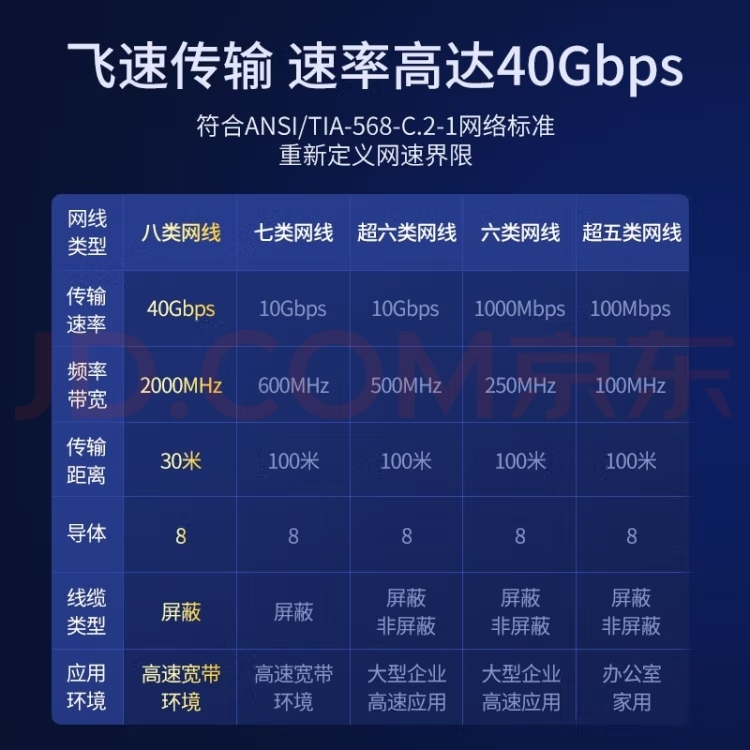 飞速传输 速率高达40Gbps
符合ANSI/TIA-568-C.2-1网络标准
重新定义网速界限
网线类型 八类网线 七类网线 超六类网线 六类网线 超五类网线
传输速率 40Gbps 10Gbps 10Gbps 1000Mbps 100Mbps
频率带宽 2000MHz 600MHz 500MHz 250MHz 100MHz
传输距离 30米 100米 100米 100米 100米
导体 8 8 8 8 8
线缆类型 屏蔽 屏蔽 屏蔽非屏蔽 屏蔽非屏蔽 屏蔽非屏蔽
应用环境 高速宽带环境 高速宽带环境 大型企业高速应用 大型企业高速应用 办公室家用
JD.COM京东